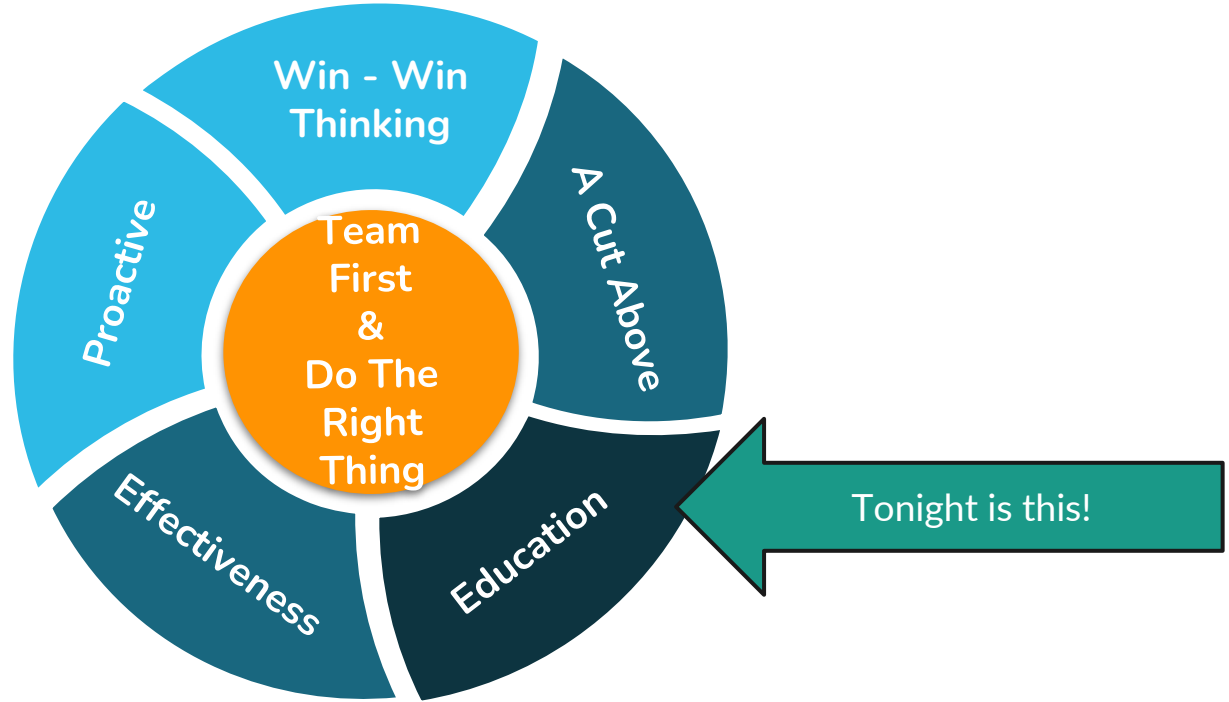 Win - Win
Thinking
A Cut Above
Proactive
Team
First
&
Do The
Right
Thing
Effectiveness
Education
Tonight is this!